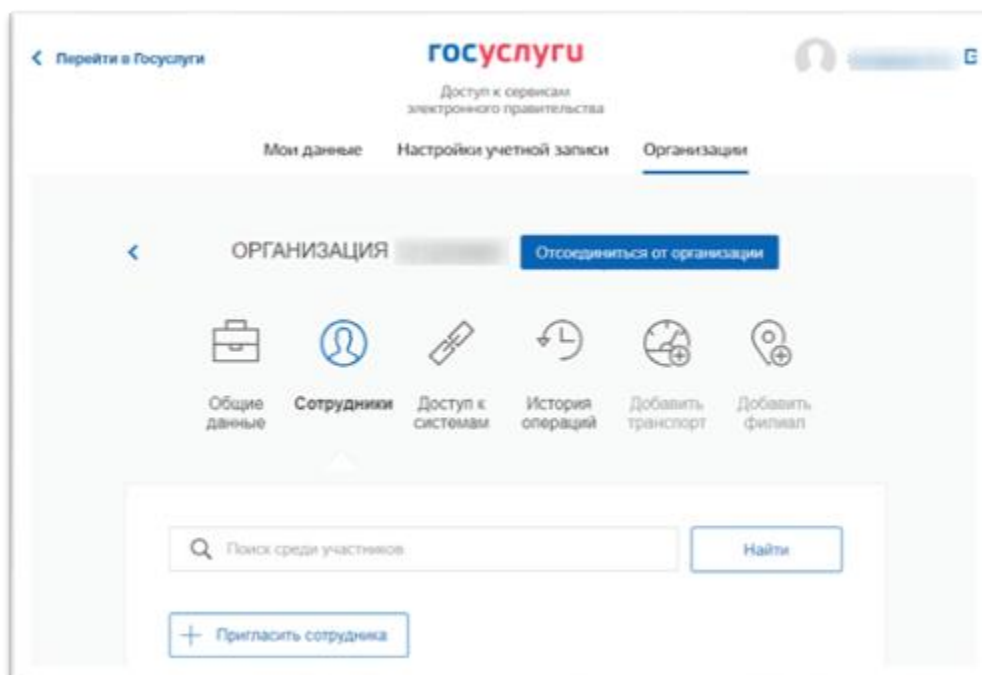 Перейти в Госуслуги
госуслуги
Доступ к сервисам
электронного правительства
Мои данные Настройки учетной записи Организации
ОРГАНИЗАЦИЯ Отсоединиться от организации
Общие данные
Сотрудники
Доступ к системам
История операций
Добавить транспорт
Добавить филиал
Поиск среди участников Найти
Пригласить сотрудника